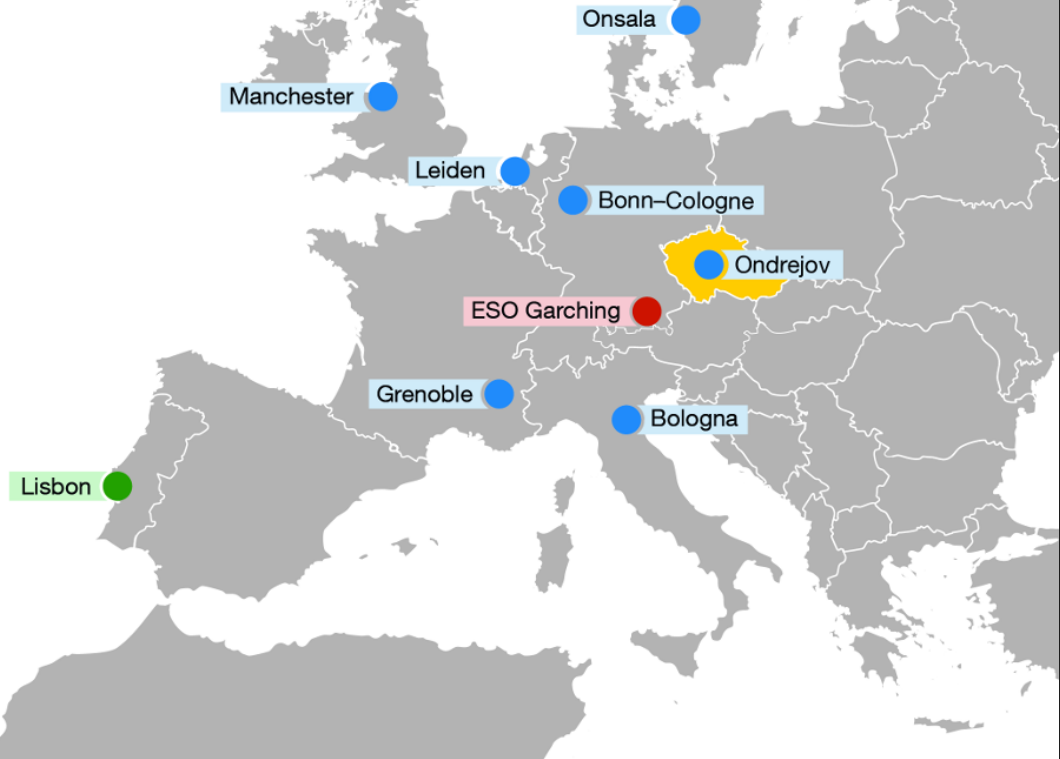 Onsala
Manchester
Leiden
Bonn–Cologne
Ondrejov
ESO Garching
Grenoble
Bologna
Lisbon